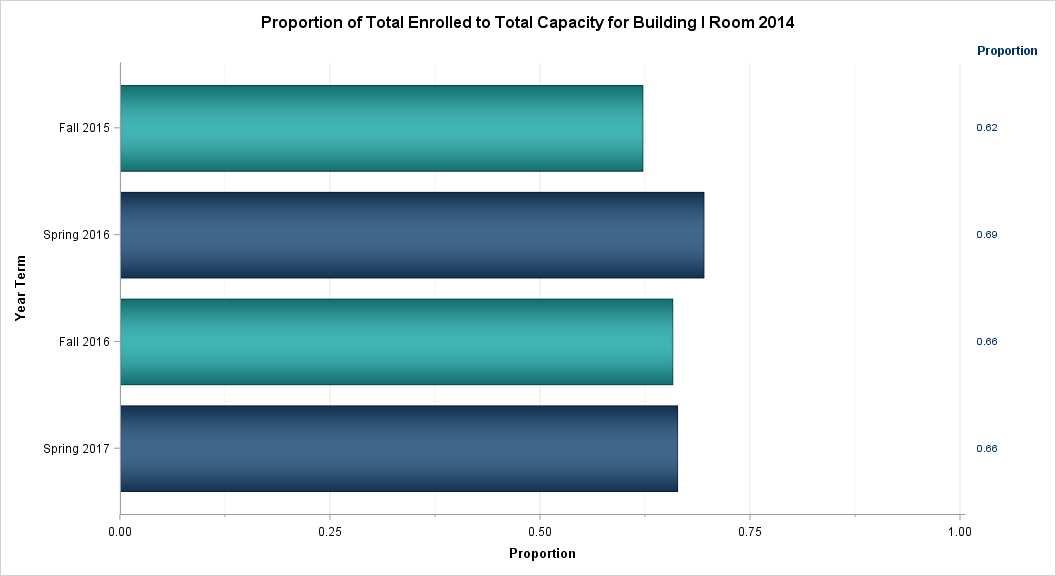 Proportion of Total Enrolled to Total Capacity for Building I Room 2014
Proportion
Fall 2015
0.62
Spring 2016
0.69
Year Term
Fall 2016
0.66
Spring 2017
0.66
0.00 0.25 0.50 0.75 1.00
Proportion